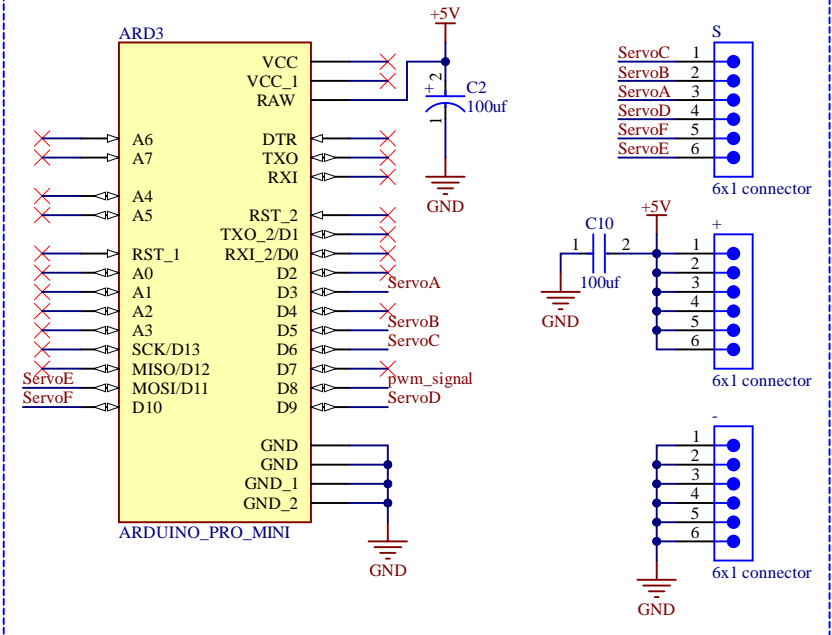 +5V
ARD3
VCC
VCC_1
RAW
2
+
C2
100uf
1
GND
A6
A7
A4
A5
RST_1
A0
A1
A2
A3
SCK/D13
MISO/D12
ServoE MOSI/D11
ServoF D10
DTR
TXO
RXI
RST_2
TXO_2/D1
RXI_2/D0
D2
D3 ServoA
D4
D5 ServoB
D6 ServoC
D7
D8 pwm_signal
D9 ServoD
GND
GND
GND_1
GND_2
GND
ARDUINO_PRO_MINI
S
ServoC 1
ServoB 2
ServoA 3
ServoD 4
ServoF 5
ServoE 6
6x1 connector
+5V
C10
1 2
100uf
GND
+
1
2
3
4
5
6
6x1 connector
-
1
2
3
4
5
6
6x1 connector
GND